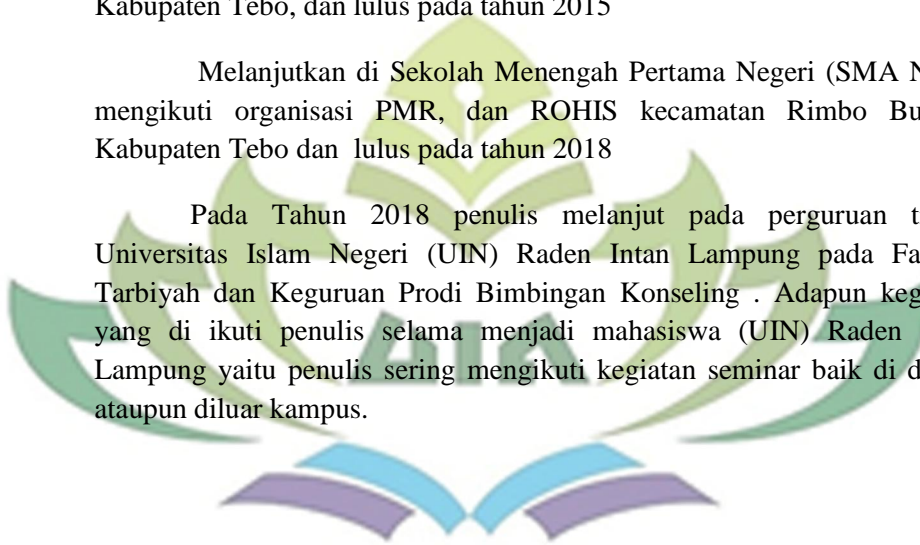 Kabupaten Tebo, dan lulus pada tahun 2015
Melanjutkan di Sekolah Menengah Pertama Negeri (SMA N
mengikuti organisasi PMR, dan ROHIS kecamatan Rimbo Bu
Kabupaten Tebo dan lulus pada tahun 2018
Pada Tahun 2018 penulis melanjut pada perguruan t
Universitas Islam Negeri (UIN) Raden Intan Lampung pada Fa
Tarbiyah dan Keguruan Prodi Bimbingan Konseling . Adapun keg
yang di ikuti penulis selama menjadi mahasiswa (UIN) Raden
Lampung yaitu penulis sering mengikuti kegiatan seminar baik di d
ataupun diluar kampus.